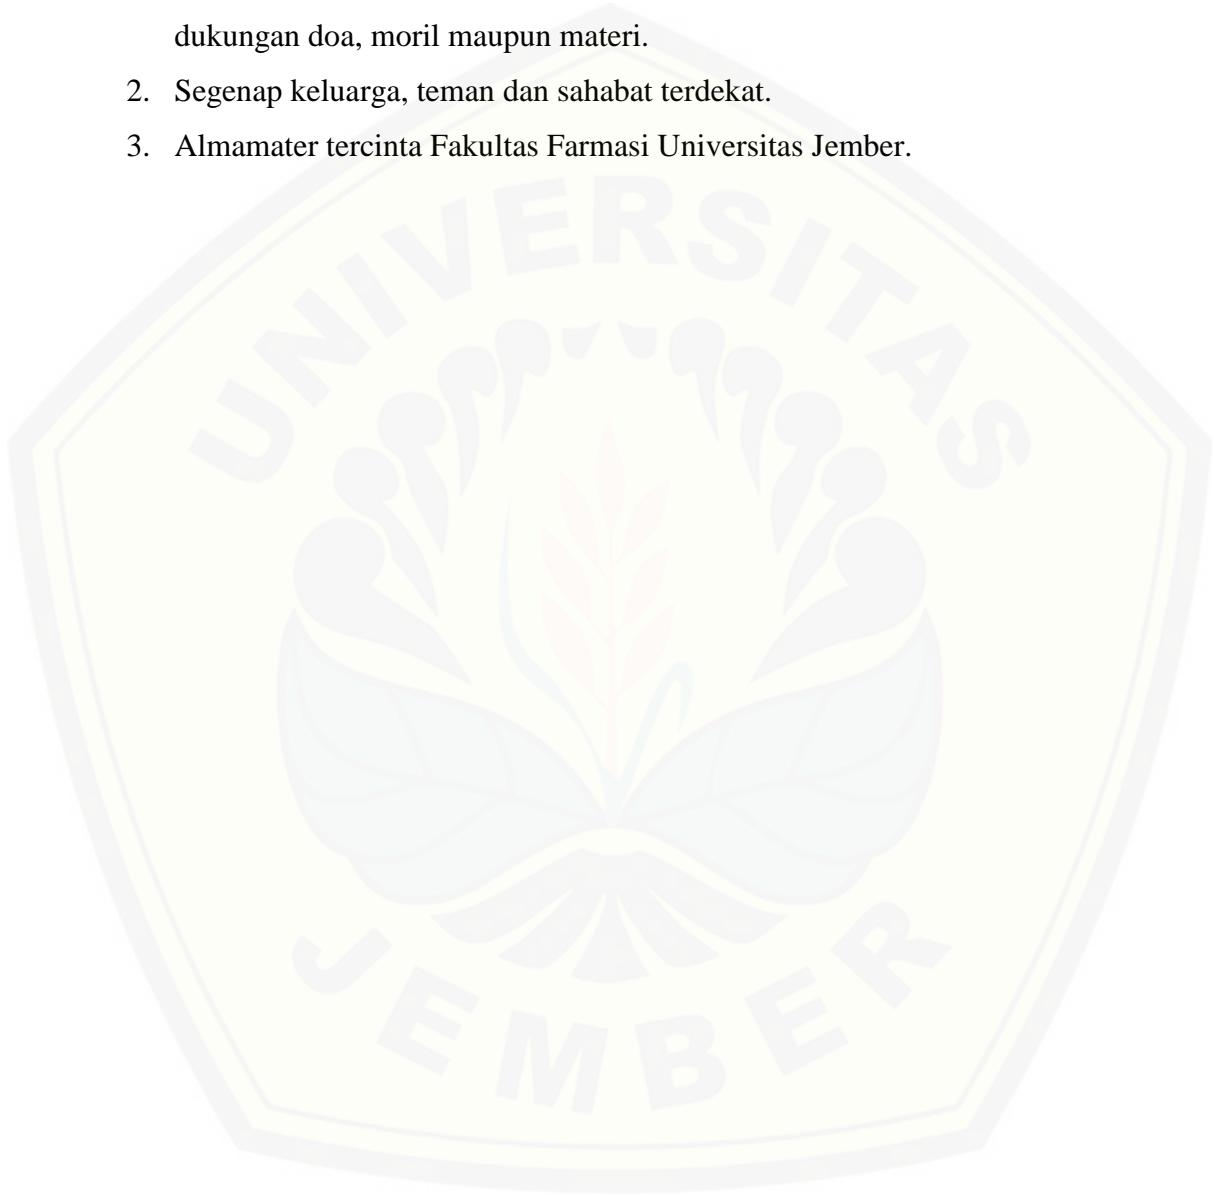 dukungan doa, moril maupun materi.
2. Segenap keluarga, teman dan sahabat terdekat.
3. Almamater tercinta Fakultas Farmasi Universitas Jember.
UNIVERSITAS
JEMBER